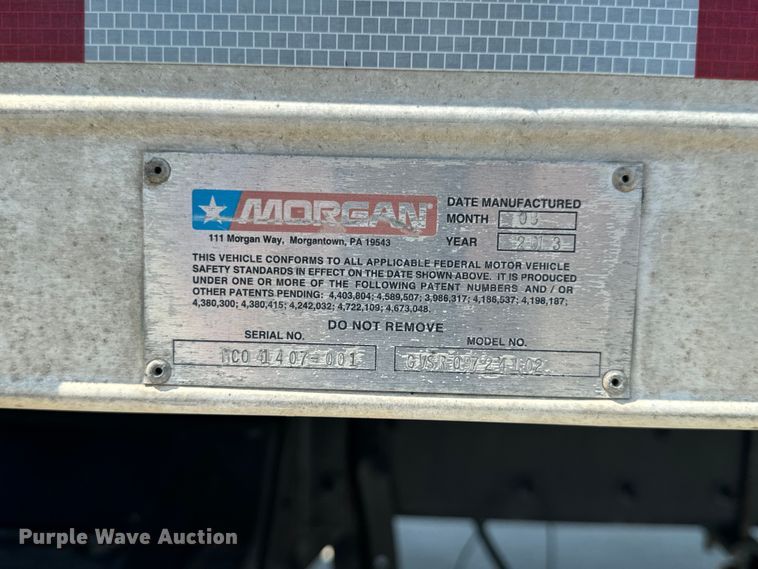 MORGAN®
111 Morgan Way, Morgantown, PA 19543
DATE MANUFACTURED
MONTH 03
YEAR 2013
THIS VEHICLE CONFORMS TO ALL APPLICABLE FEDERAL MOTOR VEHICLE
SAFETY STANDARDS IN EFFECT ON THE DATE SHOWN ABOVE. IT IS PRODUCED
UNDER ONE OR MORE OF THE FOLLOWING PATENT NUMBERS AND / OR
OTHER PATENTS PENDING: 4,403,804; 4,589,507; 3,986,317; 4,186,537; 4,198,187;
4,380,300; 4,380,415; 4,242,032; 4,722,109; 4,673,048.
DO NOT REMOVE
SERIAL NO.
MODEL NO.
Purple Wave Auction